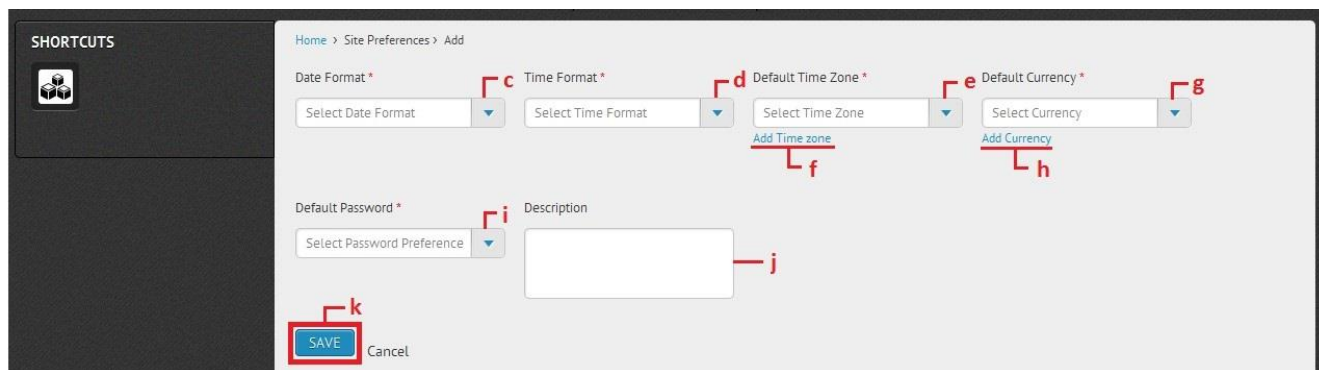 SHORTCUTS
Home > Site Preferences > Add
Date Format * c Time Format * d Default Time Zone * e Default Currency * g
Select Date Format Select Time Format Select Time Zone Select Currency
Add Time zone Add Currency
f h
Default Password * i Description
Select Password Preference
j
k
SAVE Cancel